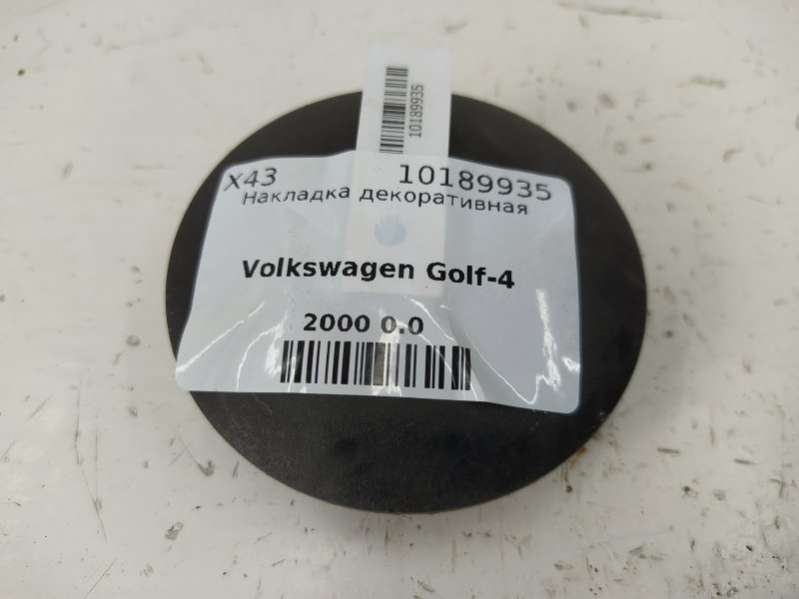 10189935
X43 10189935
Накладка декоративная
Volkswagen Golf-4
2000 0.0